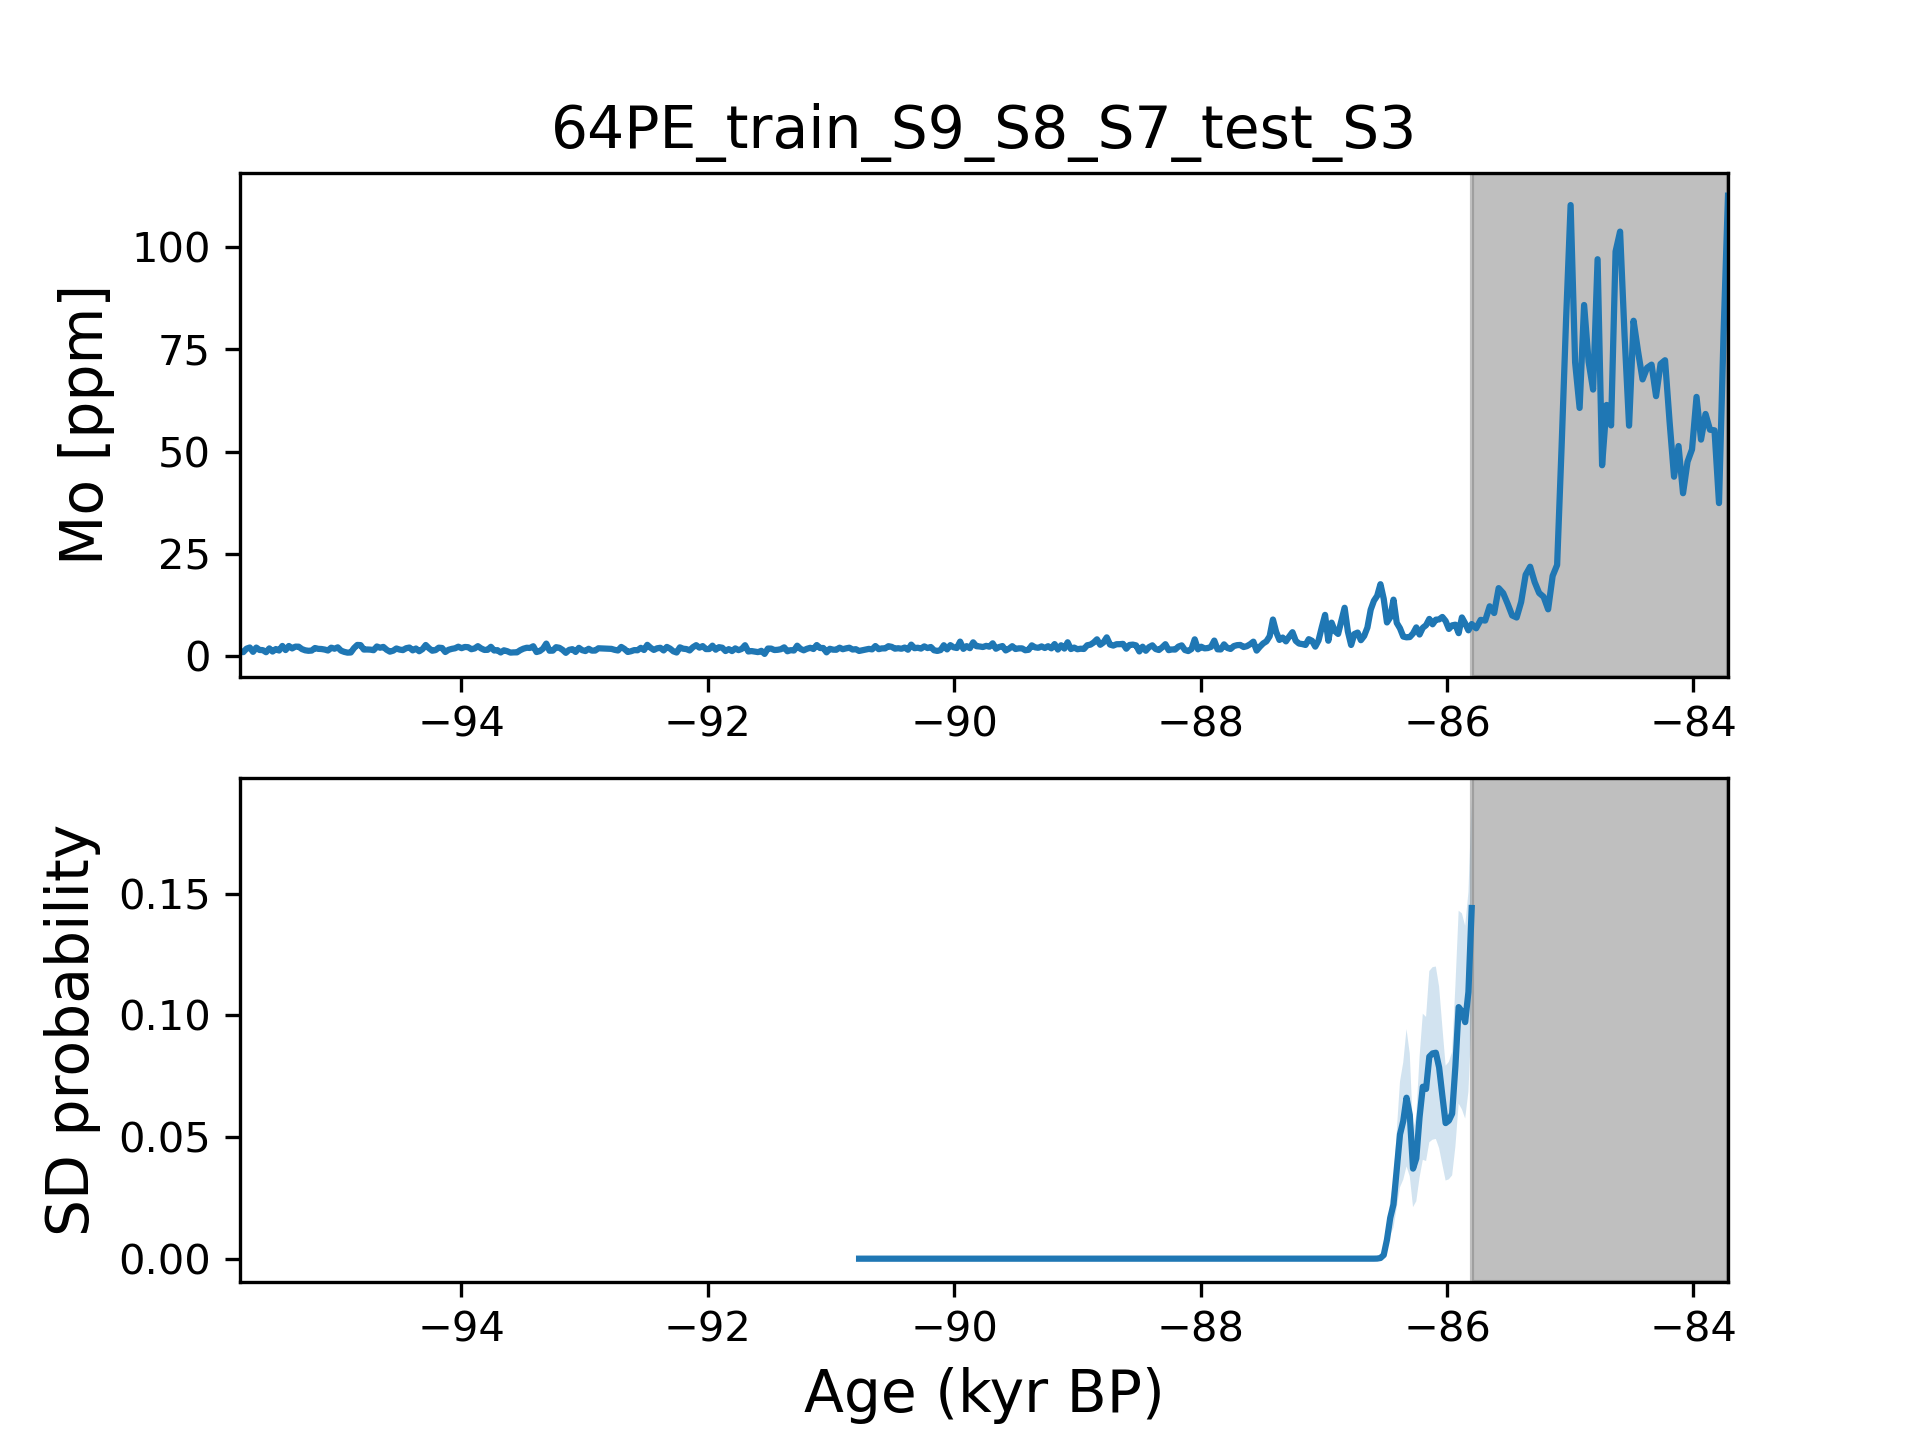 64PE_train_S9_S8_S7_test_S3
Mo [ppm]
100
75
50
25
0
−94 −92 −90 −88 −86 −84
SD probability
0.15
0.10
0.05
0.00
−94 −92 −90 −88 −86 −84
Age (kyr BP)